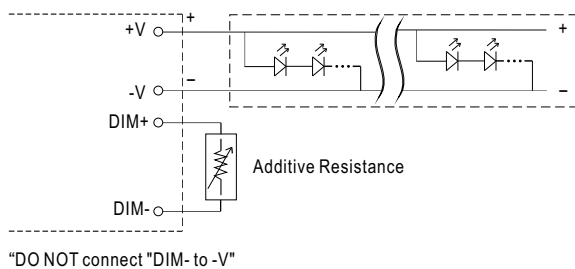 +V
+
+
-V
−
−
DIM+
Additive Resistance
DIM-
“DO NOT connect "DIM- to -V"